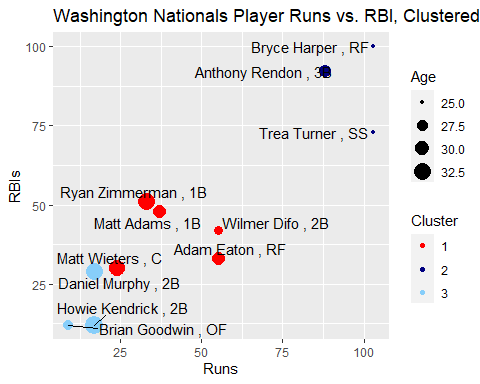 Washington Nationals Player Runs vs. RBI, Clustered
100
75
50
25
RBIs
Bryce Harper , RF
Anthony Rendon , 3B
Trea Turner , SS
Ryan Zimmerman , 1B
Matt Adams , 1B
Wilmer Difo , 2B
Adam Eaton , RF
Matt Wieters , C
Daniel Murphy , 2B
Howie Kendrick , 2B
Brian Goodwin , OF
25
50
75
100
Runs
Age
25.0
27.5
30.0
32.5
Cluster
1
2
3